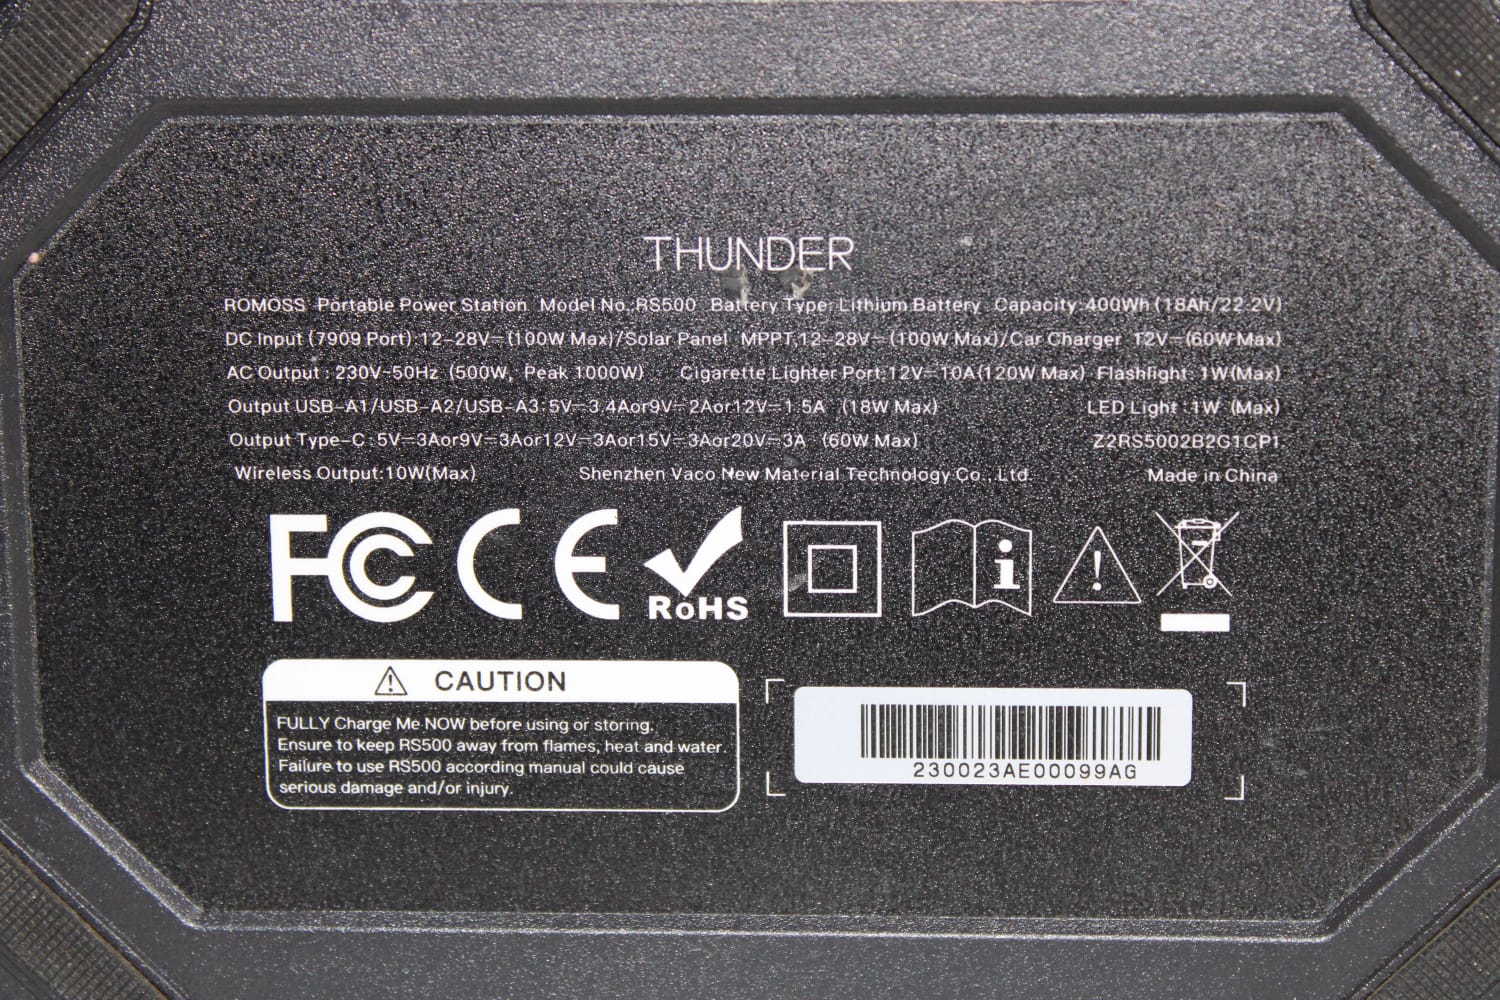 THUNDER
ROMOSS Portable Power Station Model No.:RS500 Battery Type: Lithium Battery Capacity:400Wh (18Ah/22.2V)
DC Input (7909 Port):12-28V⎓(100W Max)/Solar Panel MPPT,12-28V⎓(100W Max)/Car Charger 12V⎓(60W Max)
AC Output : 230V~50Hz (500W, Peak 1000W) Cigarette Lighter Port:12V⎓10A(120W Max) Flashlight: 1W(Max)
Output USB-A1/USB-A2/USB-A3:5V⎓3.4Aor9V⎓2Aor12V⎓1.5A (18W Max) LED Light :1W (Max)
Output Type-C:5V⎓3Aor9V⎓3Aor12V⎓3Aor15V⎓3Aor20V⎓3A (60W Max) Z2RS5002B2G1CP1
Wireless Output:10W(Max) Shenzhen Vaco New Material Technology Co., Ltd. Made in China
FC CE RoHS
CAUTION
FULLY Charge Me NOW before using or storing.
Ensure to keep RS500 away from flames, heat and water.
Failure to use RS500 according manual could cause
serious damage and/or injury.
230023AE00099AG